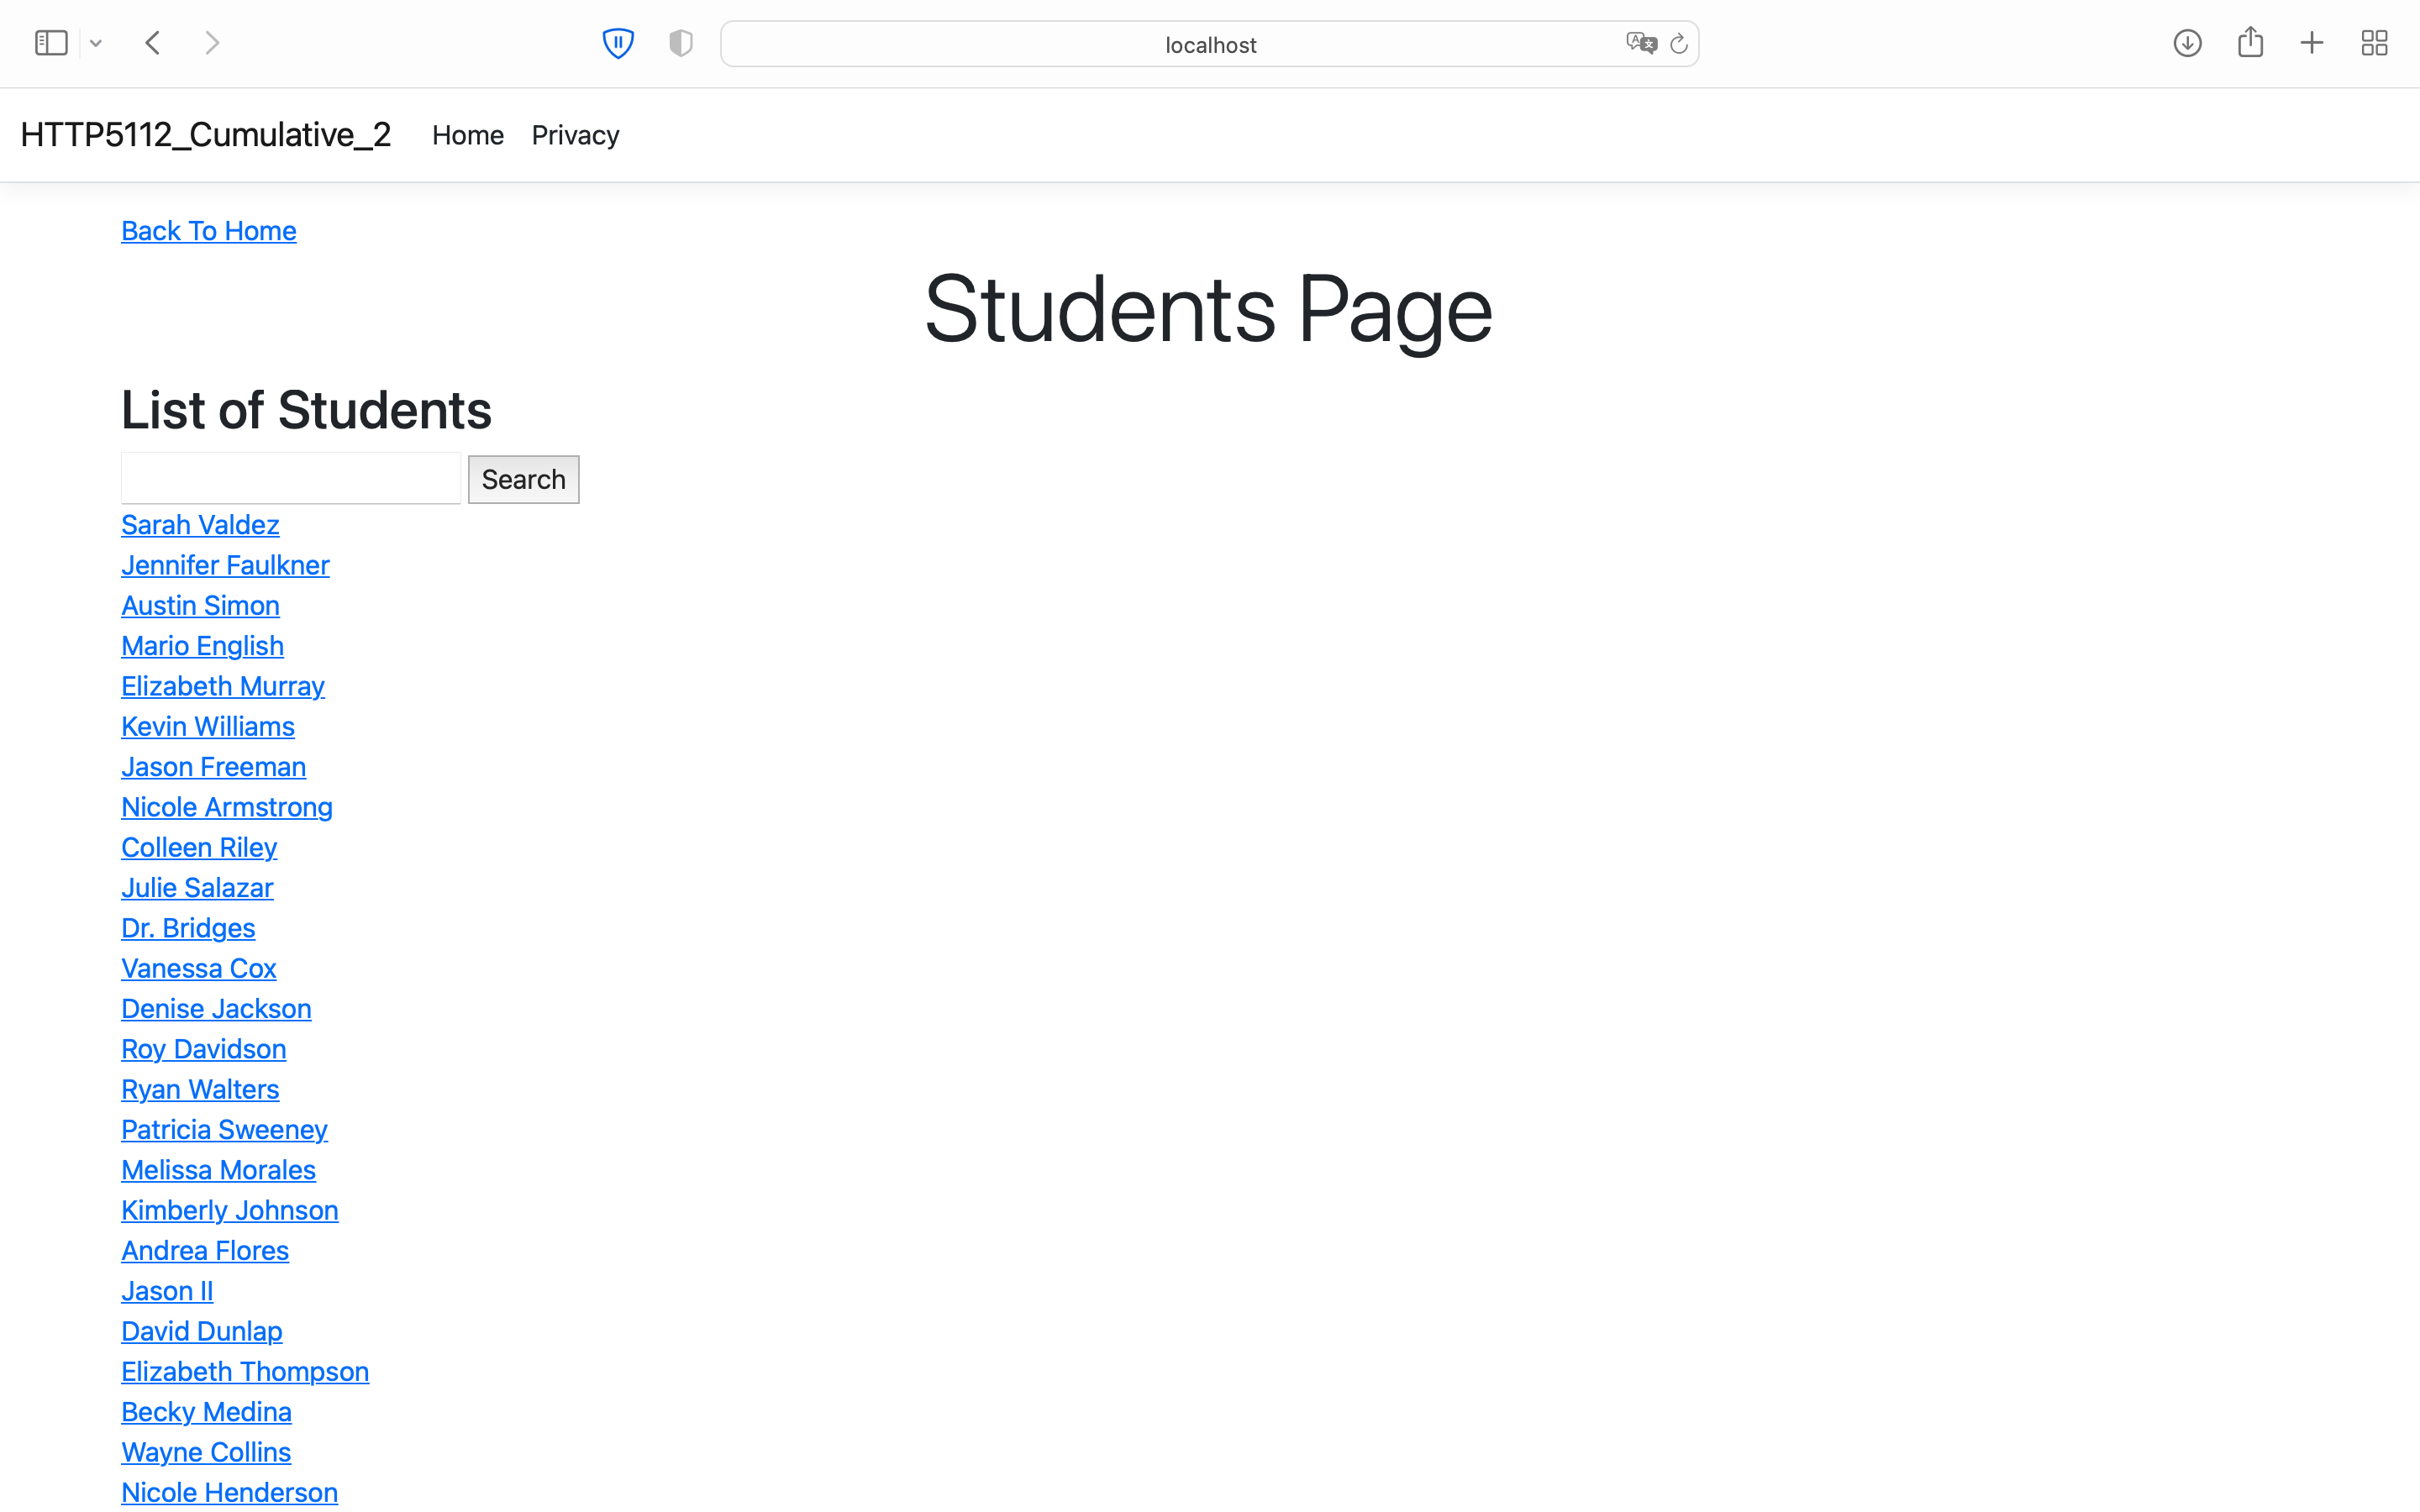 localhost
HTTP5112_Cumulative_2 Home Privacy
Back To Home
Students Page
List of Students
Search
Sarah Valdez
Jennifer Faulkner
Austin Simon
Mario English
Elizabeth Murray
Kevin Williams
Jason Freeman
Nicole Armstrong
Colleen Riley
Julie Salazar
Dr. Bridges
Vanessa Cox
Denise Jackson
Roy Davidson
Ryan Walters
Patricia Sweeney
Melissa Morales
Kimberly Johnson
Andrea Flores
Jason II
David Dunlap
Elizabeth Thompson
Becky Medina
Wayne Collins
Nicole Henderson